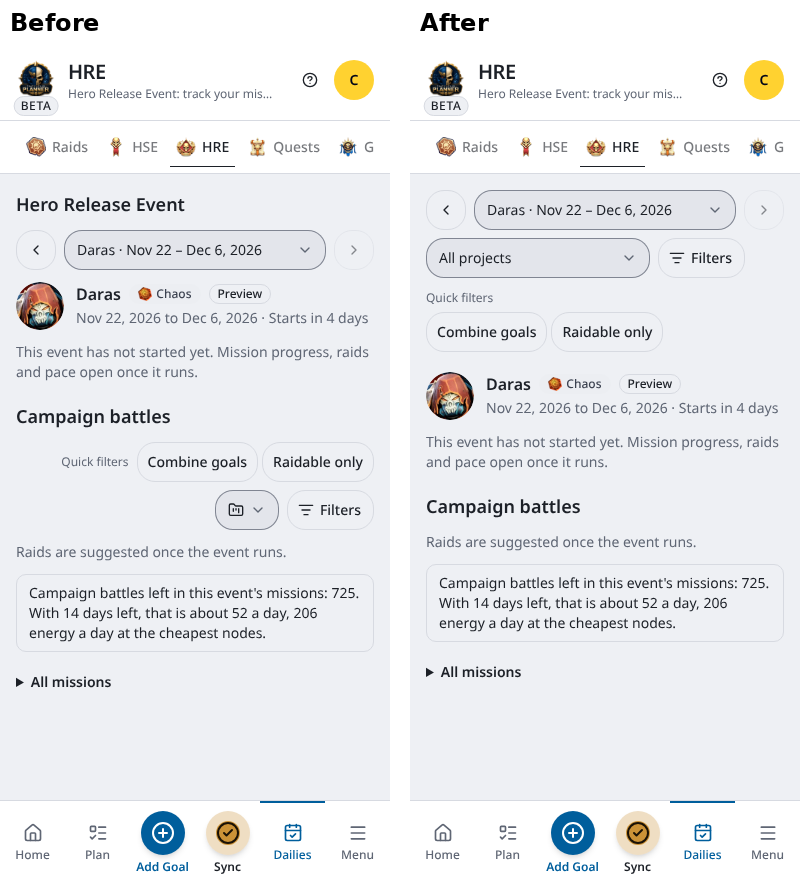 Before
PLANNER
BETA
HRE
Hero Release Event: track your mis...
C
Raids
HSE
HRE
Quests
G
Hero Release Event
Daras · Nov 22 – Dec 6, 2026
Daras
Chaos
Preview
Nov 22, 2026 to Dec 6, 2026 · Starts in 4 days
This event has not started yet. Mission progress, raids
and pace open once it runs.
Campaign battles
Quick filters
Combine goals
Raidable only
Filters
Raids are suggested once the event runs.
Campaign battles left in this event's missions: 725.
With 14 days left, that is about 52 a day, 206
energy a day at the cheapest nodes.
All missions
Home
Plan
Add Goal
Sync
Dailies
Menu
After
PLANNER
BETA
HRE
Hero Release Event: track your mis...
C
Raids
HSE
HRE
Quests
G
Daras · Nov 22 – Dec 6, 2026
All projects
Filters
Quick filters
Combine goals
Raidable only
Daras
Chaos
Preview
Nov 22, 2026 to Dec 6, 2026 · Starts in 4 days
This event has not started yet. Mission progress, raids
and pace open once it runs.
Campaign battles
Raids are suggested once the event runs.
Campaign battles left in this event's missions: 725.
With 14 days left, that is about 52 a day, 206
energy a day at the cheapest nodes.
All missions
Home
Plan
Add Goal
Sync
Dailies
Menu